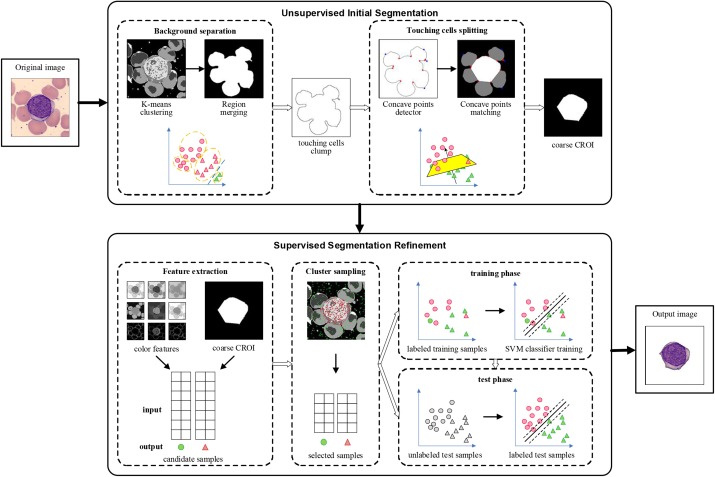 Unsupervised Initial Segmentation
Original image
Background separation
K-means
clustering
Region
merging
touching cells
clump
Touching cells splitting
Concave points
detector
Concave points
matching
coarse CROI
Supervised Segmentation Refinement
Feature extraction
color features
coarse CROI
input
output
candidate samples
Cluster sampling
selected samples
training phase
labeled training samples
SVM classifier training
test phase
unlabeled test samples
labeled test samples
Output image